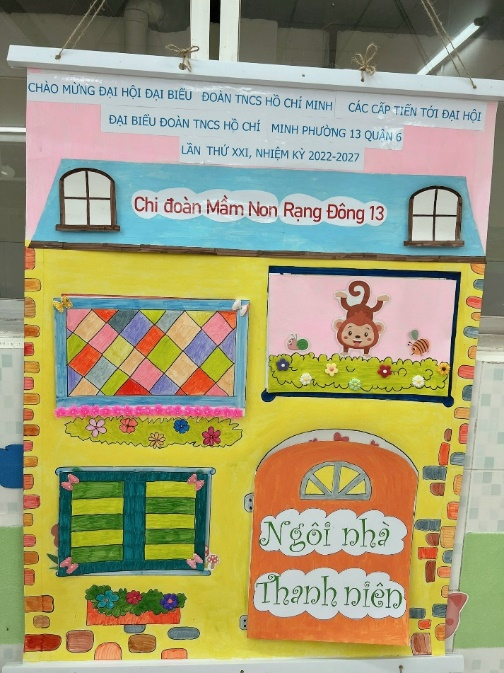 CHÀO MỪNG ĐẠI HỘI ĐẠI BIỂU ĐOÀN TNCS HỒ CHÍ MINH CÁC CẤP TIẾN TỚI ĐẠI HỘI
ĐẠI BIỂU ĐOÀN TNCS HỒ CHÍ MINH PHƯỜNG 13 QUẬN 6
LẦN THỨ XXI, NHIỆM KỲ 2022-2027
Chi đoàn Mầm Non Rạng Đông 13
Ngôi nhà
Thanh niên